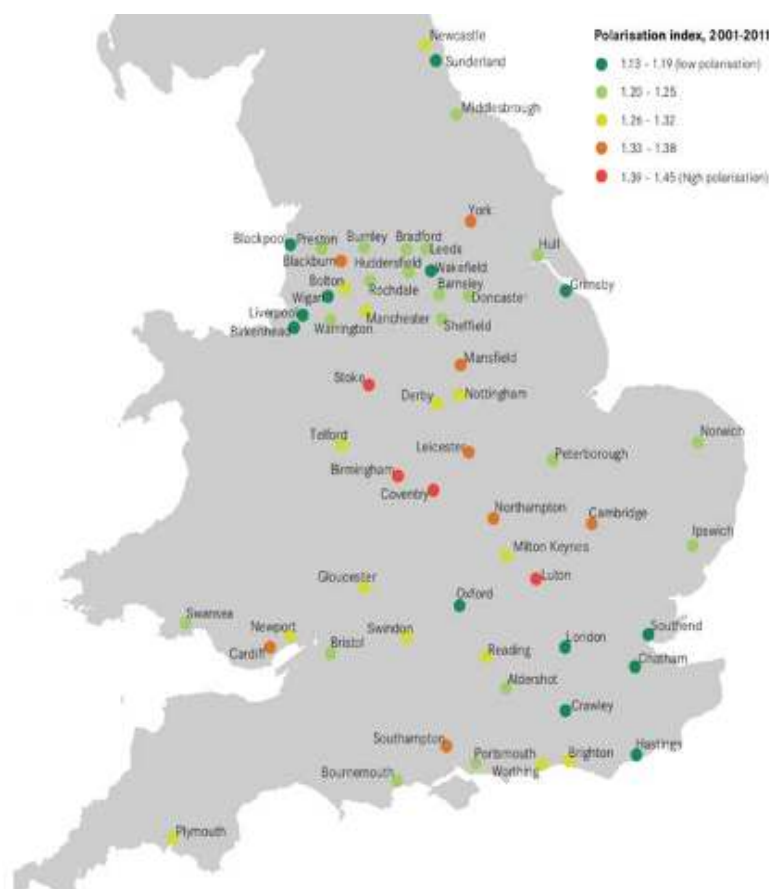 Polarisation index, 2001-2011
1.13 - 1.19 (low polarisation)
1.20 - 1.25
1.26 - 1.32
1.33 - 1.38
1.39 - 1.45 (high polarisation)
Newcastle
Sunderland
Middlesbrough
York
Blackpool
Preston
Burnley
Bradford
Leeds
Hull
Blackburn
Huddersfield
Wakefield
Bolton
Rochdale
Barnsley
Grimsby
Wigan
Doncaster
Liverpool
Manchester
Birkenhead
Warrington
Sheffield
Mansfield
Stoke
Derby
Nottingham
Telford
Leicester
Norwich
Birmingham
Peterborough
Coventry
Northampton
Cambridge
Ipswich
Milton Keynes
Luton
Gloucester
Oxford
Swansea
Newport
Swindon
London
Southend
Cardiff
Bristol
Reading
Chatham
Aldershot
Crawley
Southampton
Portsmouth
Brighton
Hastings
Worthing
Bournemouth
Plymouth